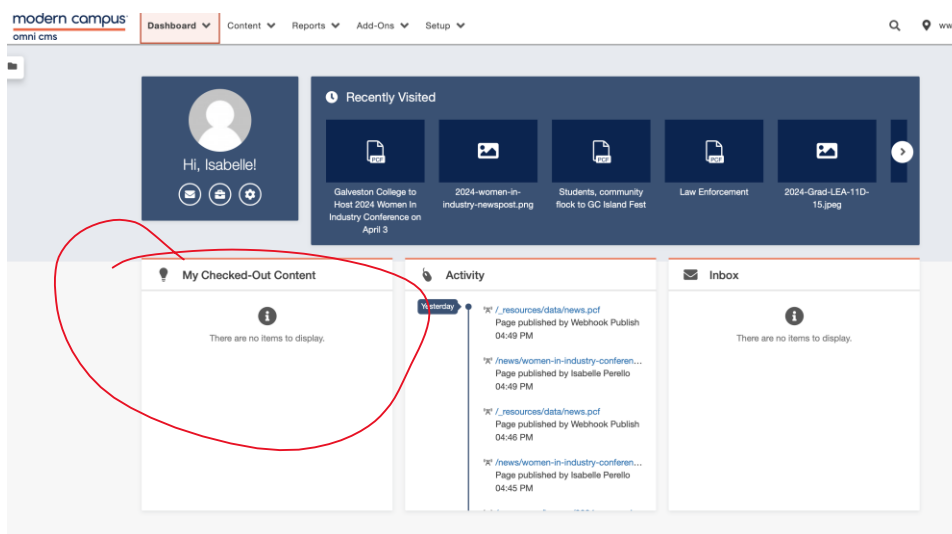 modern campus
omni cms
Dashboard
Content
Reports
Add-Ons
Setup
Hi, Isabelle!
Recently Visited
PCF
Galveston College to
Host 2024 Women In
Industry Conference on
April 3
2024-women-in-
industry-newspost.png
PCF
Students, community
flock to GC Island Fest
PCF
Law Enforcement
2024-Grad-LEA-11D-
15.jpeg
My Checked-Out Content
There are no items to display.
Activity
Yesterday
/_resources/data/news.pcf
Page published by Webhook Publish
04:49 PM
/news/women-in-industry-conferen...
Page published by Isabelle Perello
04:49 PM
/_resources/data/news.pcf
Page published by Webhook Publish
04:46 PM
/news/women-in-industry-conferen...
Page published by Isabelle Perello
04:45 PM
Inbox
There are no items to display.